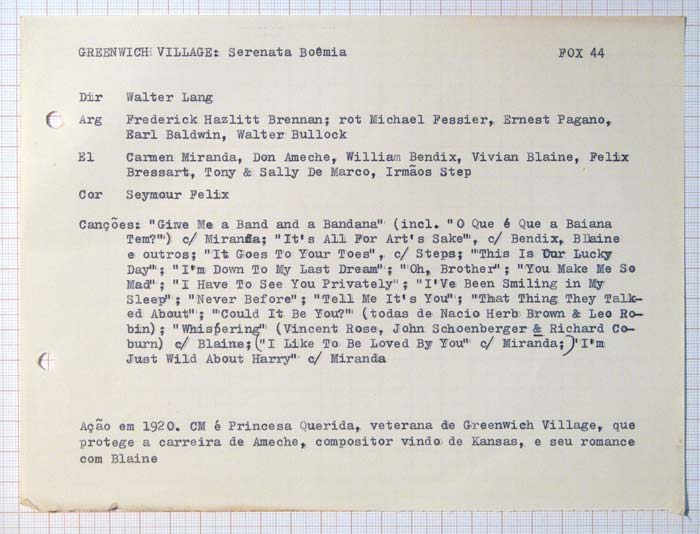 GREENWICH VILLAGE: Serenata Boêmia FOX 44
Dir Walter Lang
Arg Frederick Hazlitt Brennan; rot Michael Fessier, Ernest Pagano,
Earl Baldwin, Walter Bullock
El Carmen Miranda, Don Ameche, William Bendix, Vivian Blaine, Felix
Bressart, Tony & Sally De Marco, Irmãos Step
Cor Seymour Felix
Canções: "Give Me a Band and a Bandana" (incl. "O Que é Que a Baiana
Tem?") c/ Miranda; "It's All For Art's Sake", c/ Bendix, Blaine
e outros; "It Goes To Your Toes", c/ Steps; "This Is Our Lucky
Day"; "I'm Down To My Last Dream"; "Oh, Brother"; "You Make Me So
Mad"; "I Have To See You Privately"; "I'Ve Been Smiling in My
Sleep"; "Never Before"; "Tell Me It's You"; "That Thing They Talk-
ed About"; "Could It Be You?" (todas de Nacio Herb Brown & Leo Ro-
bin); "Whispering" (Vincent Rose, John Schoenberger & Richard Co-
burn) c/ Blaine; ("I Like To Be Loved By You" c/ Miranda;) "I'm
Just Wild About Harry" c/ Miranda
Ação em 1920. CM é Princesa Querida, veterana de Greenwich Village, que
protege a carreira de Ameche, compositor vindo de Kansas, e seu romance
com Blaine